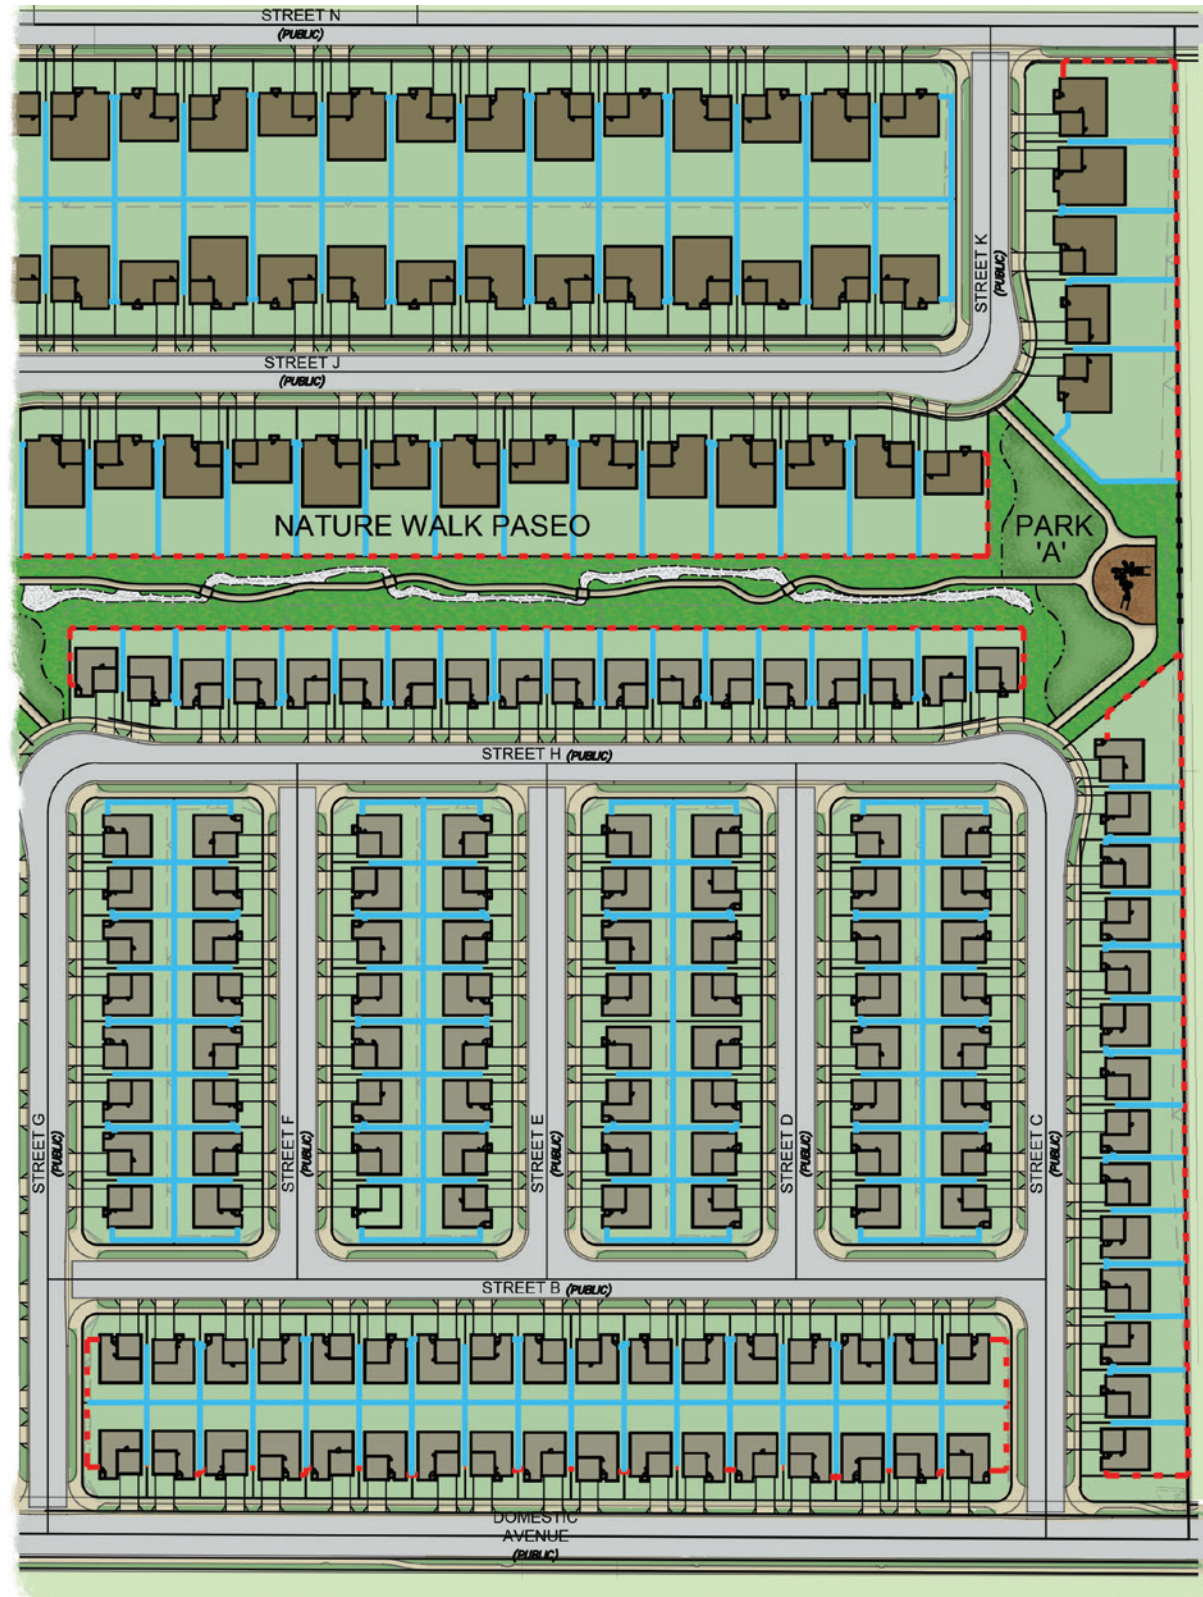 STREET N
(PUBLIC)
STREET K
(PUBLIC)
STREET J
(PUBLIC)
NATURE WALK PASEO
PARK
'A'
STREET H (PUBLIC)
STREET G
(PUBLIC)
STREET F
(PUBLIC)
STREET E
(PUBLIC)
STREET D
(PUBLIC)
STREET C
(PUBLIC)
STREET B (PUBLIC)
DOMESTIC
AVENUE
(PUBLIC)